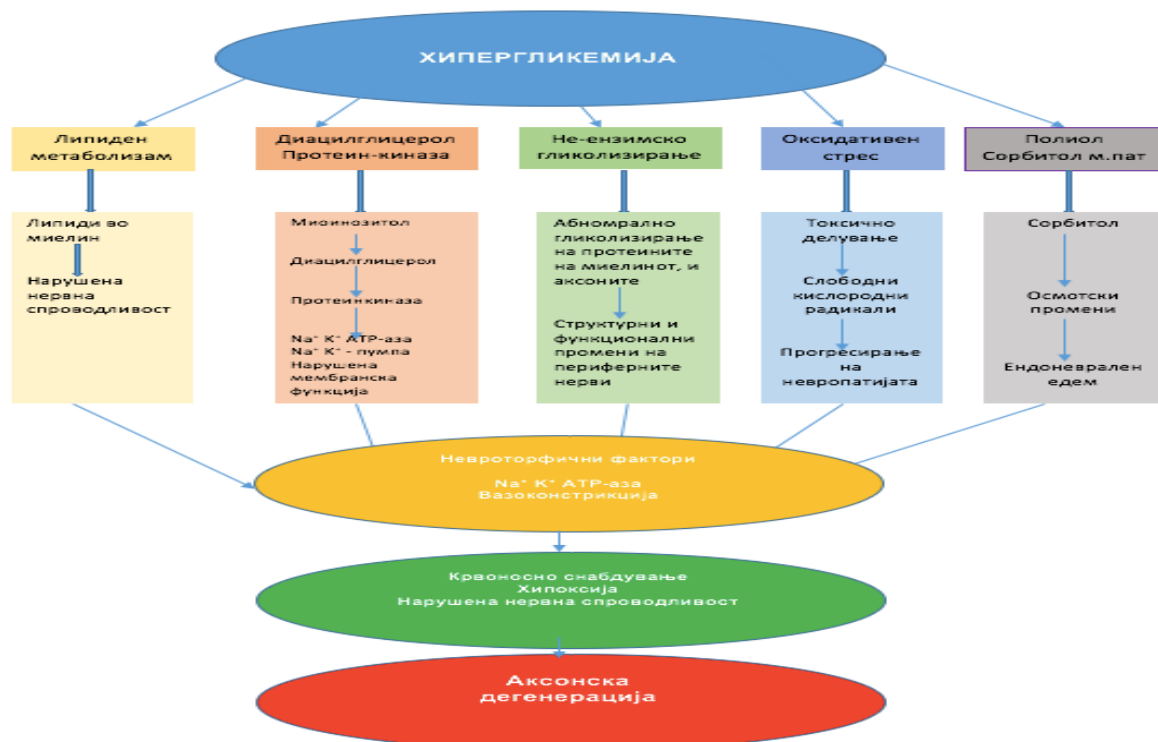 ХИПЕРГЛИКЕМИЈА
Липиден
метаболизам
Диацилглицерол
Протеин-киназа
Не-ензимско
гликолизирање
Оксидативен
стрес
Полиол
Сорбитол м.пат
Липиди во
миелин
Нарушена
нервна
спроводливост
Миоинозитол
Диацилглицерол
Протеинкиназа
Na⁺ K⁺ АТР-аза
Na⁺ K⁺ - пумпа
Нарушена
мембранска
функција
Абномрално
гликолизирање
на протеините
на миелинот, и
аксоните
Структурни и
функционални
промени на
периферните
нерви
Токсично
делување
Слободни
кислородни
радикали
Прогресирање
на
невропатијата
Сорбитол
Осмотски
промени
Ендоневрален
едем
Невроторфични фактори
Na⁺ K⁺ АТР-аза
Вазоконстрикција
Крвоносно снабдување
Хипоксија
Нарушена нервна спроводливост
Аксонска
дегенерација